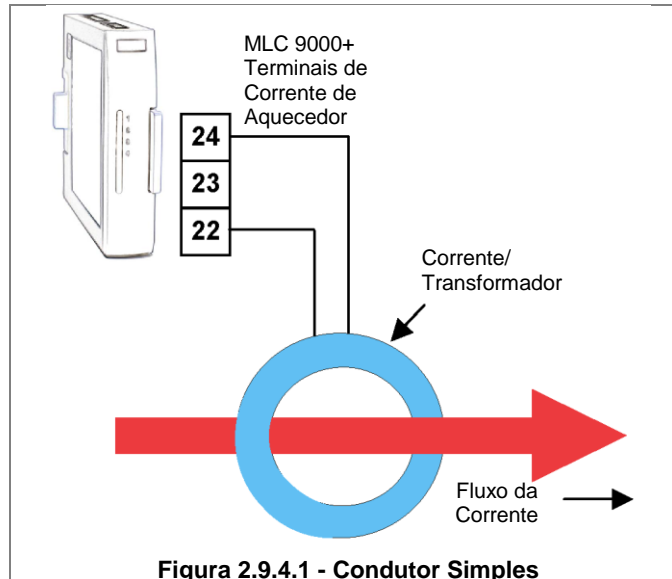 MLC 9000+
Terminais de
Corrente de
Aquecedor
24
23
22
Corrente/
Transformador
Fluxo da
Corrente
Figura 2.9.4.1 - Condutor Simples